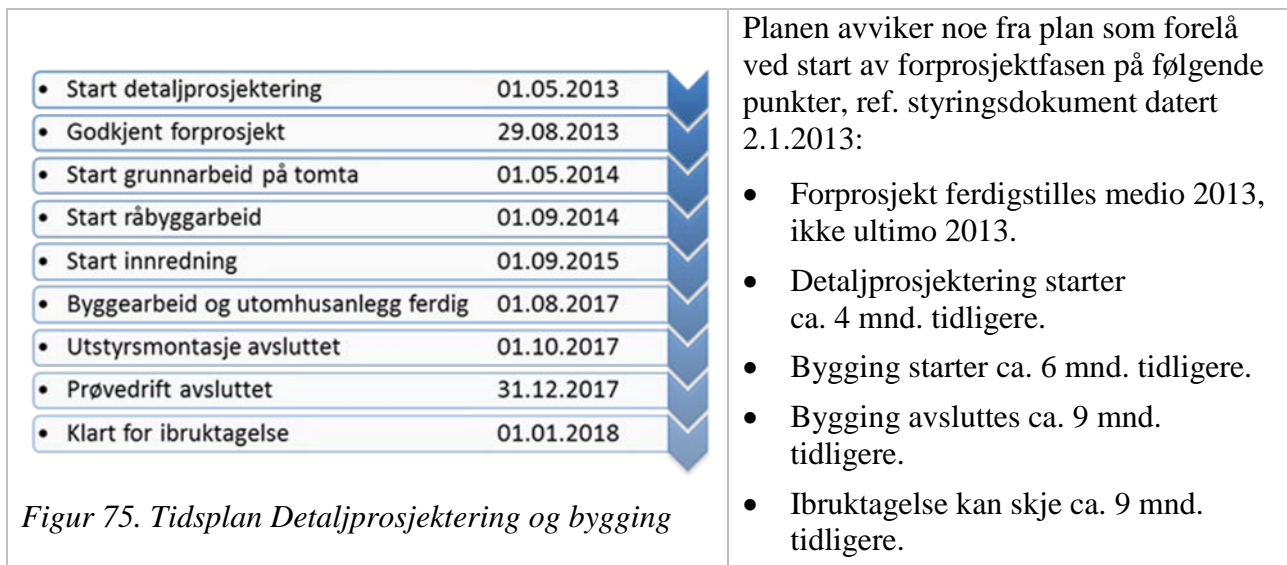 • Start detaljprosjektering 01.05.2013
• Godkjent forprosjekt 29.08.2013
• Start grunnarbeid på tomta 01.05.2014
• Start råbyggarbeid 01.09.2014
• Start innredning 01.09.2015
• Byggearbeid og utomhusanlegg ferdig 01.08.2017
• Utstyrsmontasje avsluttet 01.10.2017
• Prøvedrift avsluttet 31.12.2017
• Klart for ibruktagelse 01.01.2018
Figur 75. Tidsplan Detaljprosjektering og bygging
Planen avviker noe fra plan som forelå
ved start av forprosjektfasen på følgende
punkter, ref. styringsdokument datert
2.1.2013:
• Forprosjekt ferdigstilles medio 2013,
ikke ultimo 2013.
• Detaljprosjektering starter
ca. 4 mnd. tidligere.
• Bygging starter ca. 6 mnd. tidligere.
• Bygging avsluttes ca. 9 mnd.
tidligere.
• Ibruktagelse kan skje ca. 9 mnd.
tidligere.